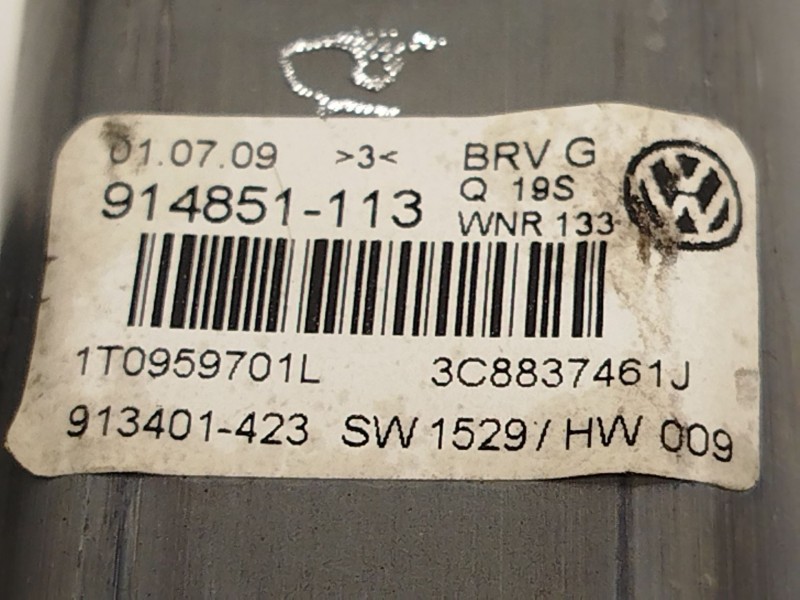 01.07.09 >3< BRV G
914851-113 Q 19S
WNR 133
1T0959701L 3C8837461J
913401-423 SW 1529 / HW 009